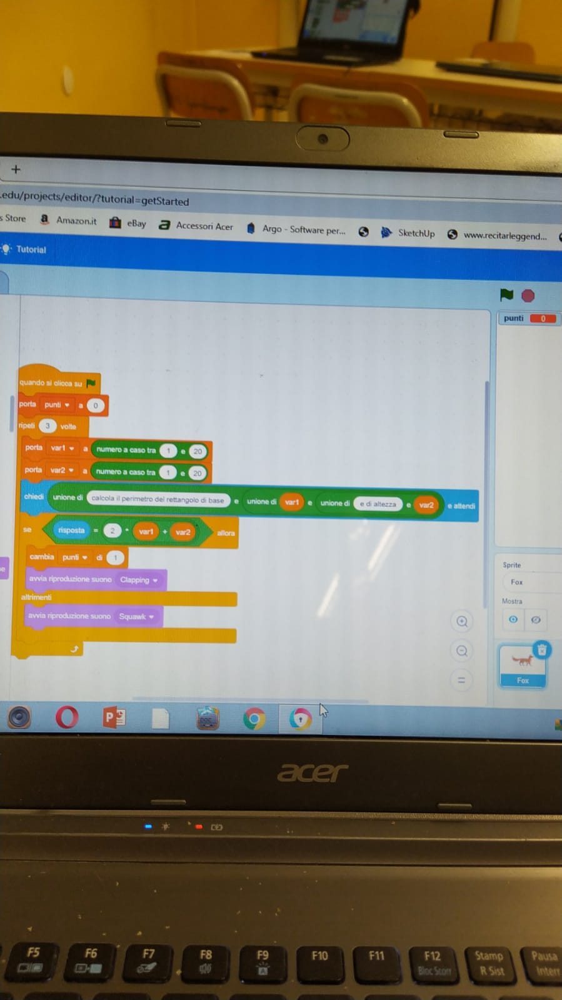 +
.edu/projects/editor/?tutorial=getStarted
s Store Amazon.it eBay Accessori Acer Argo - Software per... SketchUp www.recitarleggend...
Tutorial
punti 0
quando si clicca su
porta punti a 0
ripeti 3 volte
porta var1 a numero a caso tra 1 e 20
porta var2 a numero a caso tra 1 e 20
chiedi unione di calcola il perimetro del rettangolo di base e unione di var1 e unione di e di altezza e var2 e attendi
se risposta = 2 * var1 + var2 allora
cambia punti di 1
avvia riproduzione suono Clapping
altrimenti
avvia riproduzione suono Squawk
Sprite
Fox
Mostra
Fox
acer
F5 F6 F7 F8 F9 F10 F11 F12 Stamp Pausa
Bloc Scorr R Sist Interr